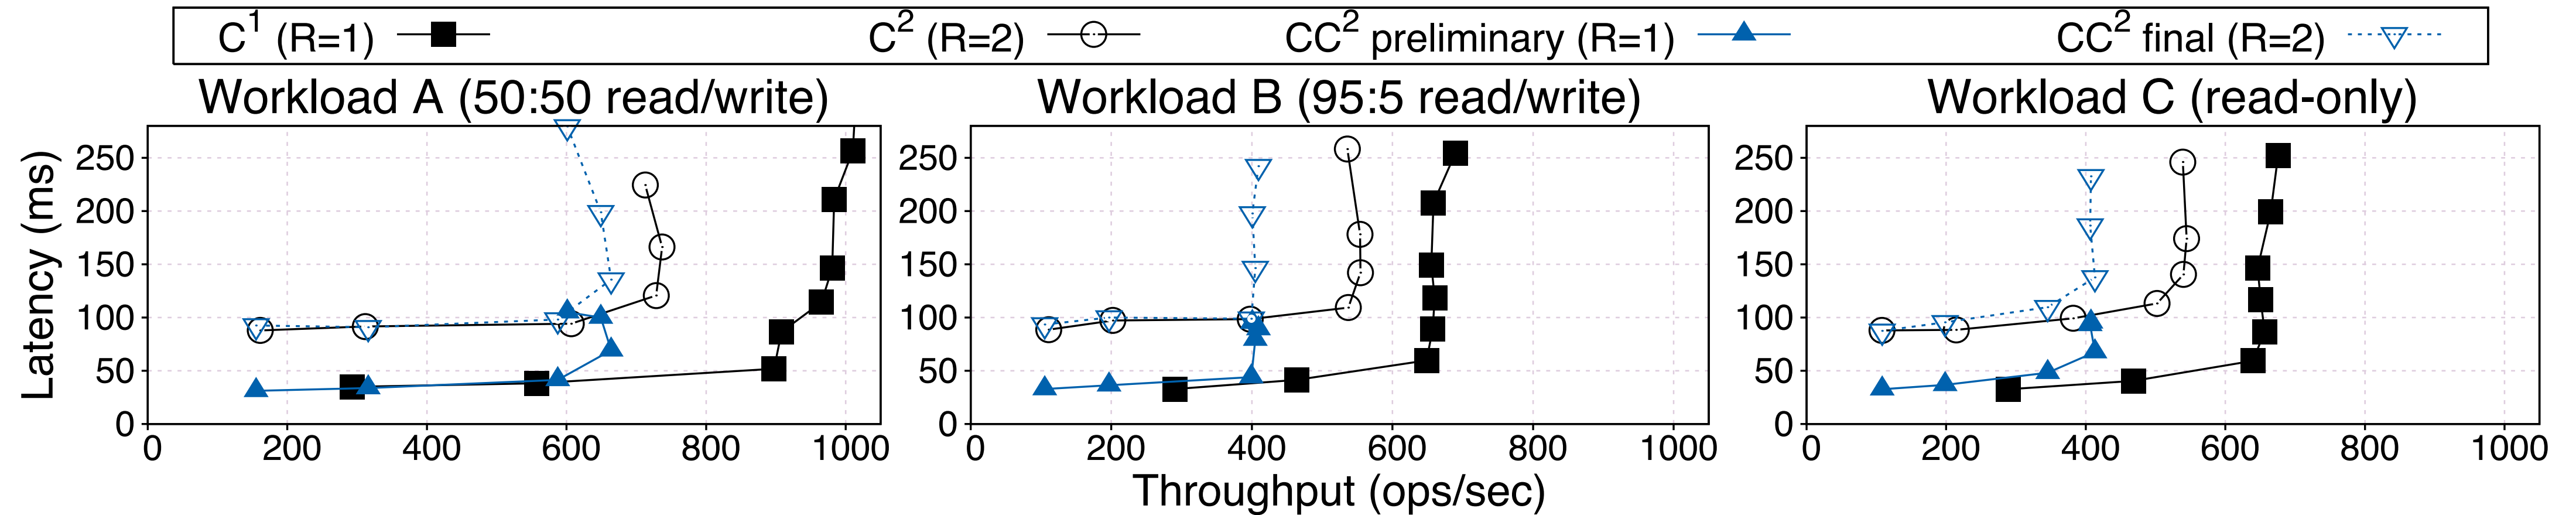 C1 (R=1) C2 (R=2) CC2 preliminary (R=1) CC2 final (R=2)
Workload A (50:50 read/write) Workload B (95:5 read/write) Workload C (read-only)
Latency (ms)
250
200
150
100
50
0
0 200 400 600 800 1000
250
200
150
100
50
0
0 200 400 600 800 1000
250
200
150
100
50
0
0 200 400 600 800 1000
Throughput (ops/sec)